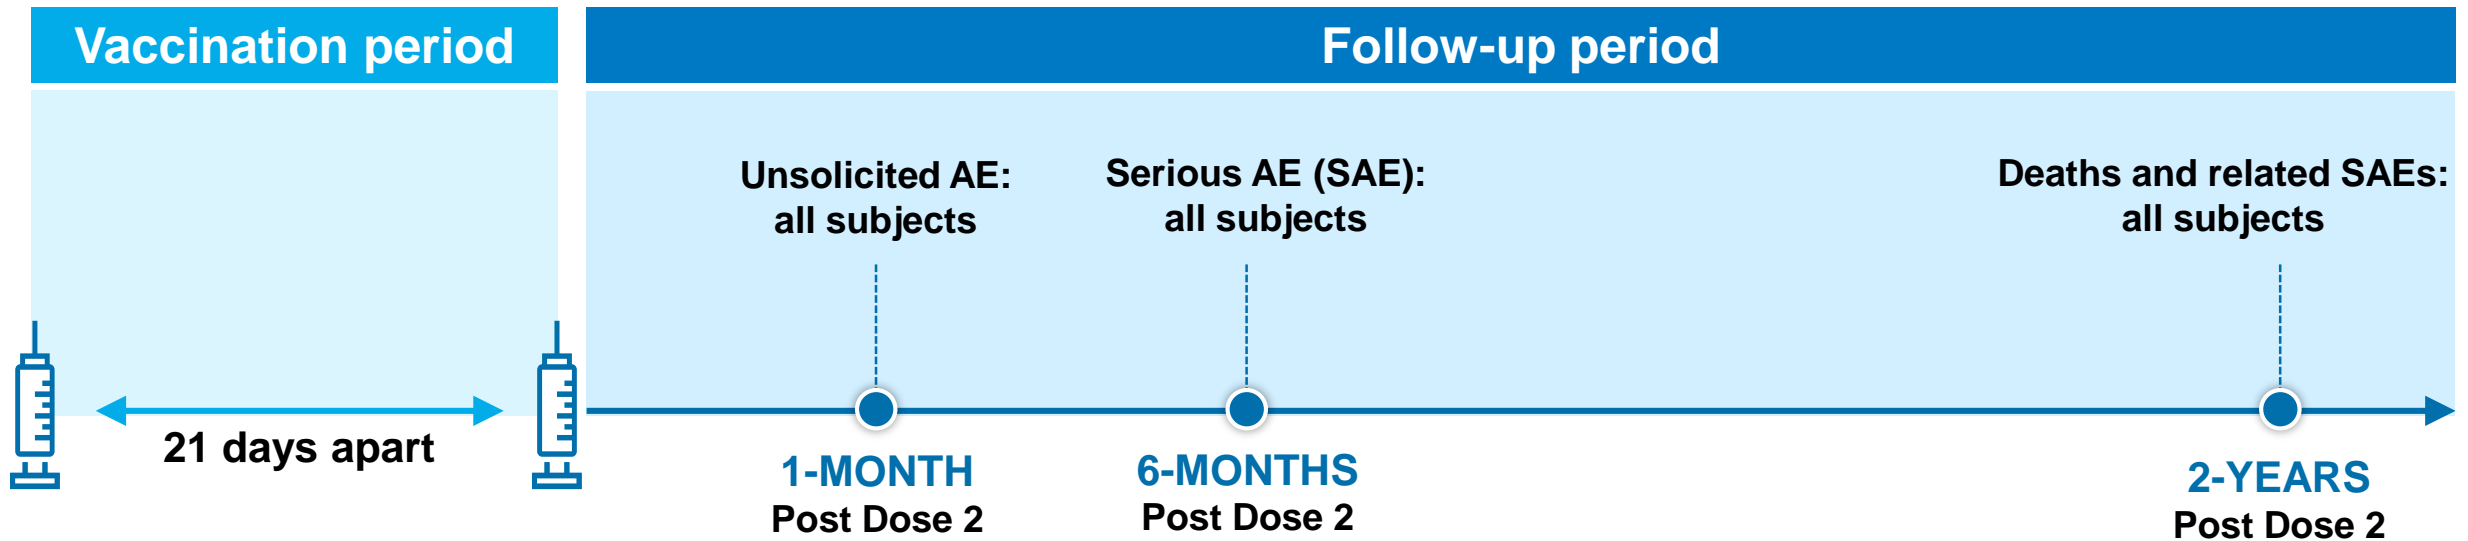 Vaccination period
Follow-up period
Unsolicited AE:
all subjects
Serious AE (SAE):
all subjects
Deaths and related SAEs:
all subjects
21 days apart
1-MONTH
Post Dose 2
6-MONTHS
Post Dose 2
2-YEARS
Post Dose 2